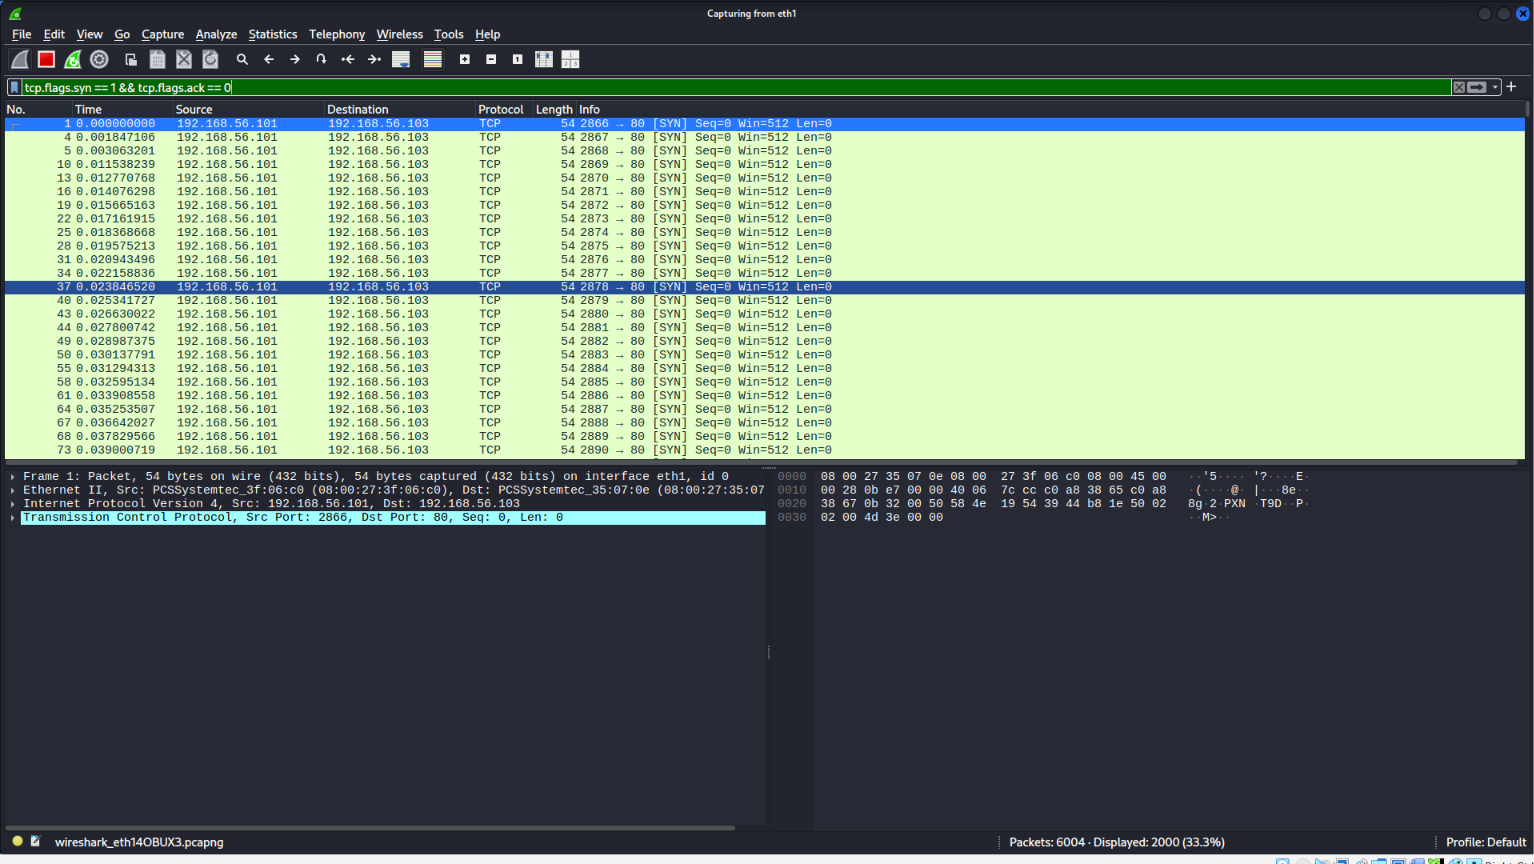 Capturing from eth1
File Edit View Go Capture Analyze Statistics Telephony Wireless Tools Help
tcp.flags.syn == 1 && tcp.flags.ack == 0
No. Time Source Destination Protocol Length Info
1 0.000000000 192.168.56.101 192.168.56.103 TCP 54 2866 → 80 [SYN] Seq=0 Win=512 Len=0
4 0.001847106 192.168.56.101 192.168.56.103 TCP 54 2867 → 80 [SYN] Seq=0 Win=512 Len=0
5 0.003063201 192.168.56.101 192.168.56.103 TCP 54 2868 → 80 [SYN] Seq=0 Win=512 Len=0
10 0.011538239 192.168.56.101 192.168.56.103 TCP 54 2869 → 80 [SYN] Seq=0 Win=512 Len=0
13 0.012770768 192.168.56.101 192.168.56.103 TCP 54 2870 → 80 [SYN] Seq=0 Win=512 Len=0
16 0.014076298 192.168.56.101 192.168.56.103 TCP 54 2871 → 80 [SYN] Seq=0 Win=512 Len=0
19 0.015665163 192.168.56.101 192.168.56.103 TCP 54 2872 → 80 [SYN] Seq=0 Win=512 Len=0
22 0.017161915 192.168.56.101 192.168.56.103 TCP 54 2873 → 80 [SYN] Seq=0 Win=512 Len=0
25 0.018368668 192.168.56.101 192.168.56.103 TCP 54 2874 → 80 [SYN] Seq=0 Win=512 Len=0
28 0.019575213 192.168.56.101 192.168.56.103 TCP 54 2875 → 80 [SYN] Seq=0 Win=512 Len=0
31 0.020943496 192.168.56.101 192.168.56.103 TCP 54 2876 → 80 [SYN] Seq=0 Win=512 Len=0
34 0.022158836 192.168.56.101 192.168.56.103 TCP 54 2877 → 80 [SYN] Seq=0 Win=512 Len=0
37 0.023846520 192.168.56.101 192.168.56.103 TCP 54 2878 → 80 [SYN] Seq=0 Win=512 Len=0
40 0.025341727 192.168.56.101 192.168.56.103 TCP 54 2879 → 80 [SYN] Seq=0 Win=512 Len=0
43 0.026630022 192.168.56.101 192.168.56.103 TCP 54 2880 → 80 [SYN] Seq=0 Win=512 Len=0
44 0.027800742 192.168.56.101 192.168.56.103 TCP 54 2881 → 80 [SYN] Seq=0 Win=512 Len=0
49 0.028987375 192.168.56.101 192.168.56.103 TCP 54 2882 → 80 [SYN] Seq=0 Win=512 Len=0
50 0.030137791 192.168.56.101 192.168.56.103 TCP 54 2883 → 80 [SYN] Seq=0 Win=512 Len=0
55 0.031294313 192.168.56.101 192.168.56.103 TCP 54 2884 → 80 [SYN] Seq=0 Win=512 Len=0
58 0.032595134 192.168.56.101 192.168.56.103 TCP 54 2885 → 80 [SYN] Seq=0 Win=512 Len=0
61 0.033908558 192.168.56.101 192.168.56.103 TCP 54 2886 → 80 [SYN] Seq=0 Win=512 Len=0
64 0.035253507 192.168.56.101 192.168.56.103 TCP 54 2887 → 80 [SYN] Seq=0 Win=512 Len=0
67 0.036642027 192.168.56.101 192.168.56.103 TCP 54 2888 → 80 [SYN] Seq=0 Win=512 Len=0
68 0.037829566 192.168.56.101 192.168.56.103 TCP 54 2889 → 80 [SYN] Seq=0 Win=512 Len=0
73 0.039000719 192.168.56.101 192.168.56.103 TCP 54 2890 → 80 [SYN] Seq=0 Win=512 Len=0
Frame 1: Packet, 54 bytes on wire (432 bits), 54 bytes captured (432 bits) on interface eth1, id 0
Ethernet II, Src: PCSSystemtec_3f:06:c0 (08:00:27:3f:06:c0), Dst: PCSSystemtec_35:07:0e (08:00:27:35:07
Internet Protocol Version 4, Src: 192.168.56.101, Dst: 192.168.56.103
Transmission Control Protocol, Src Port: 2866, Dst Port: 80, Seq: 0, Len: 0
0000 08 00 27 35 07 0e 08 00 27 3f 06 c0 08 00 45 00 ··'5···· '?····E·
0010 00 28 0b e7 00 00 40 06 7c cc c0 a8 38 65 c0 a8 ·(····@· |···8e··
0020 38 67 0b 32 00 50 58 4e 19 54 39 44 b8 1e 50 02 8g·2·PXN ·T9D··P·
0030 02 00 4d 3e 00 00 ··M>··
wireshark_eth14OBUX3.pcapng
Packets: 6004 · Displayed: 2000 (33.3%)
Profile: Default